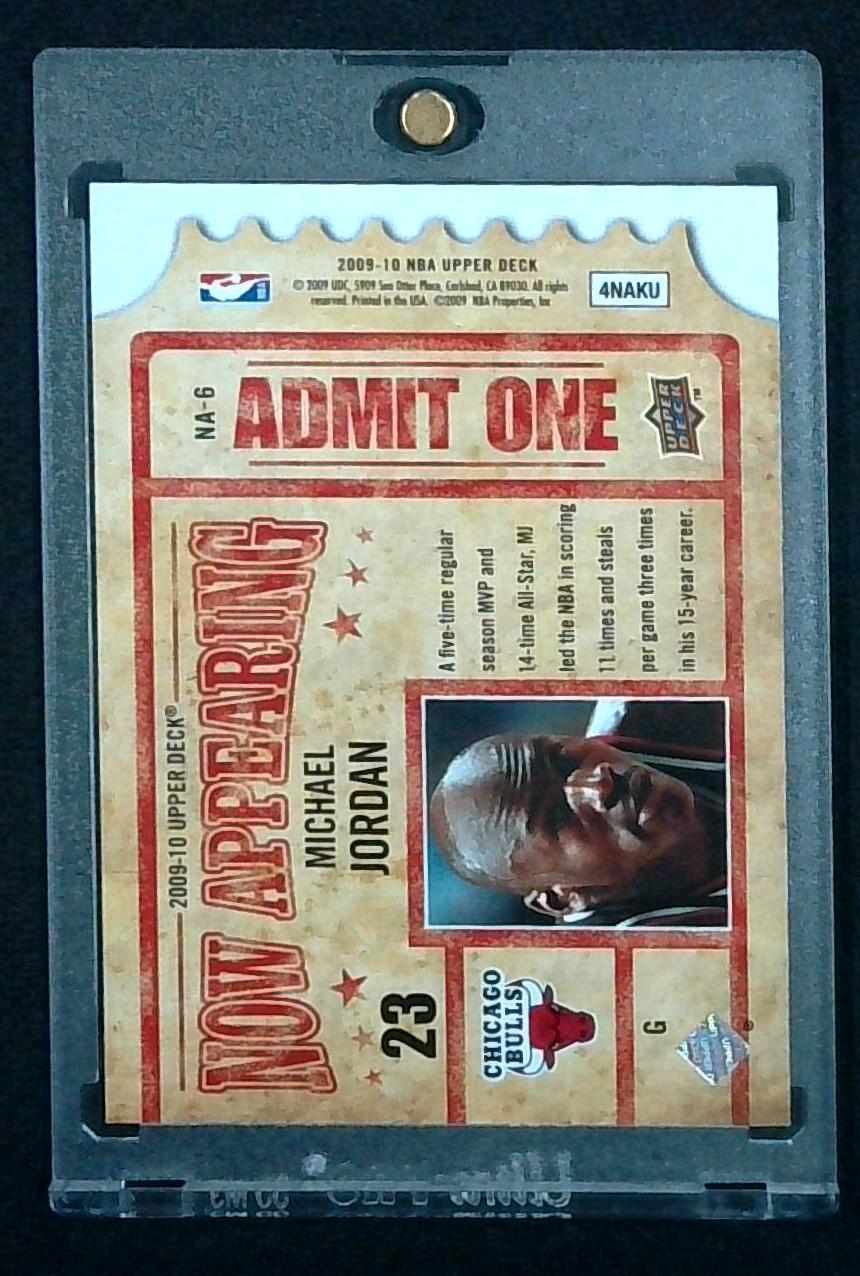 2009-10 NBA UPPER DECK
© 2009 UDC, 5909 Sea Otter Place, Carlsbad, CA 89030. All rights
reserved. Printed in the USA. ©2009 NBA Properties, Inc
4NAKU
NA-6
ADMIT ONE
UPPER
DECK™
2009-10 UPPER DECK®
NOW APPEARING
MICHAEL
JORDAN
23
A five-time regular
season MVP and
14-time All-Star, MJ
led the NBA in scoring
11 times and steals
per game three times
in his 15-year career.
CHICAGO
BULLS
G